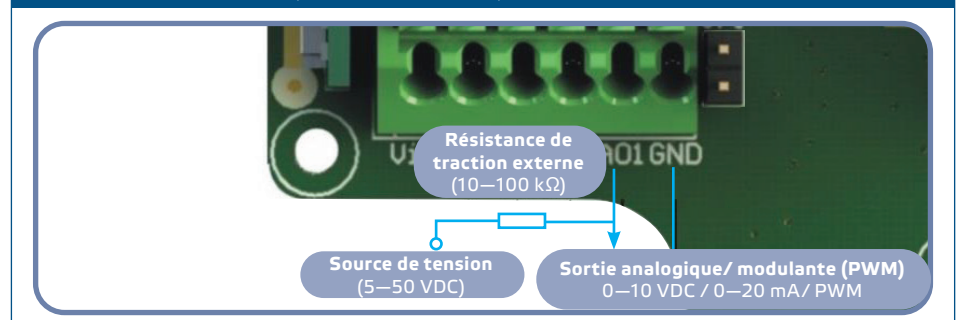 AO1 GND
Résistance de
traction externe
(10—100 kΩ)
Source de tension
(5—50 VDC)
Sortie analogique/ modulante (PWM)
0—10 VDC / 0—20 mA/ PWM